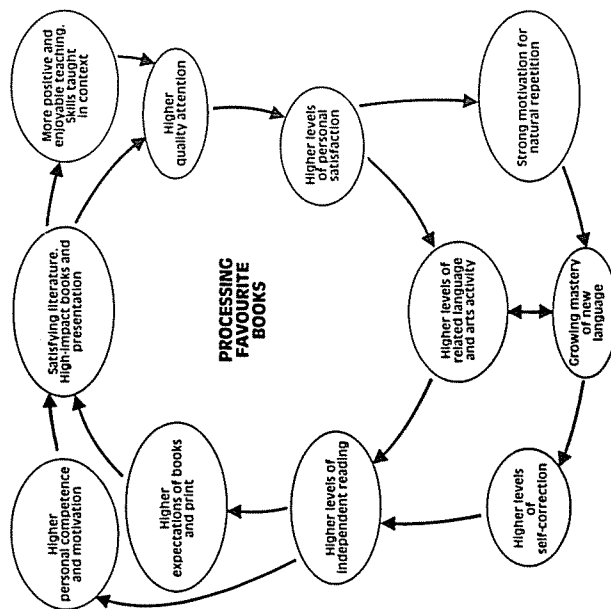 PROCESSING
FAVOURITE
BOOKS
Satisfying literature.
High-impact books and
presentation
More positive and
enjoyable teaching.
Skills taught
in context
Higher
quality attention
Higher levels
of personal
satisfaction
Strong motivation for
natural repetition
Higher levels of
related language
and arts activity
Growing mastery
of new
language
Higher levels
of
self-correction
Higher levels of
independent reading
Higher
expectations of books
and print
Higher
personal competence
and motivation